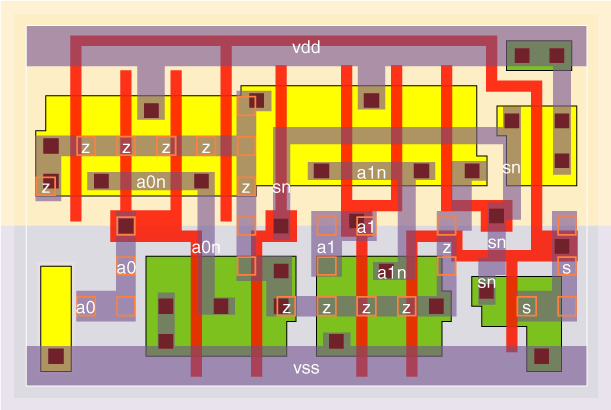 vdd
z z z z
z a0n z sn a1n sn
a0n a1 a1 sn
a0 a1n z s
sn
a0 z z z z s
vss